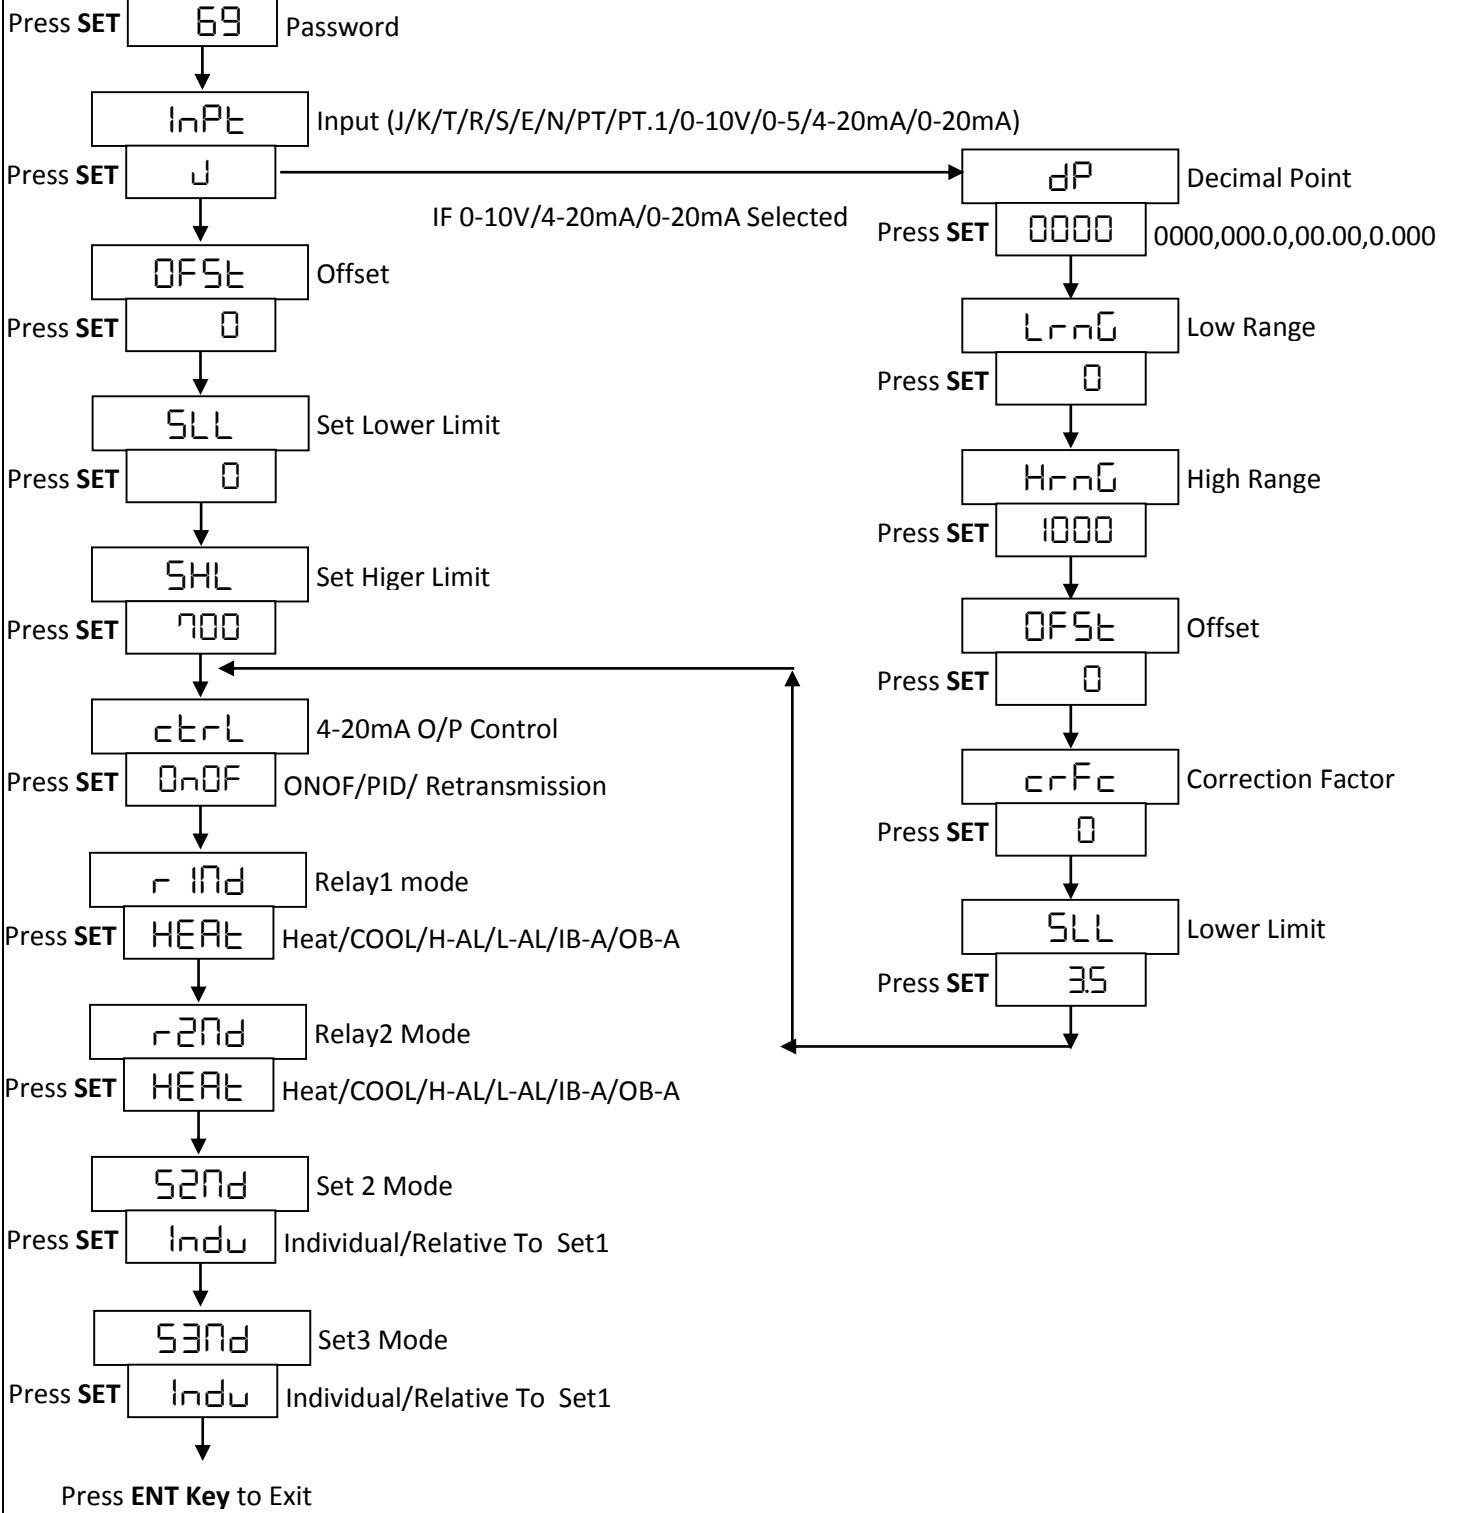 Press SET 69 Password
InPt Input (J/K/T/R/S/E/N/PT/PT.1/0-10V/0-5/4-20mA/0-20mA)
Press SET J
IF 0-10V/4-20mA/0-20mA Selected
OFSt Offset
Press SET 0
SLL Set Lower Limit
Press SET 0
SHL Set Higer Limit
Press SET 700
ctrL 4-20mA O/P Control
Press SET OnOF ONOF/PID/ Retransmission
r1Md Relay1 mode
Press SET HEAt Heat/COOL/H-AL/L-AL/IB-A/OB-A
r2Md Relay2 Mode
Press SET HEAt Heat/COOL/H-AL/L-AL/IB-A/OB-A
S2Md Set 2 Mode
Press SET Indu Individual/Relative To Set1
S3Md Set3 Mode
Press SET Indu Individual/Relative To Set1
Press ENT Key to Exit
dP Decimal Point
Press SET 0000 0000,000.0,00.00,0.000
LrnG Low Range
Press SET 0
HrnG High Range
Press SET 1000
OFSt Offset
Press SET 0
crFc Correction Factor
Press SET 0
SLL Lower Limit
Press SET 3.5